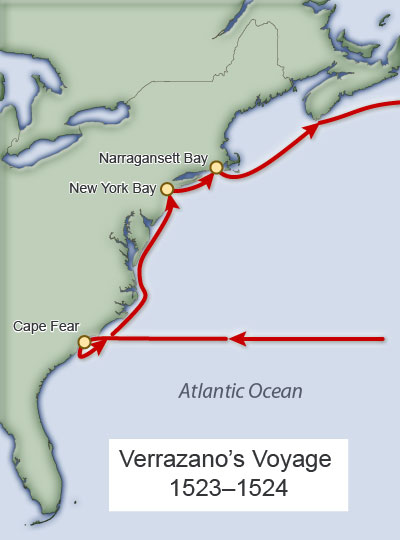 Narragansett Bay
New York Bay
Cape Fear
Atlantic Ocean
Verrazano’s Voyage
1523–1524